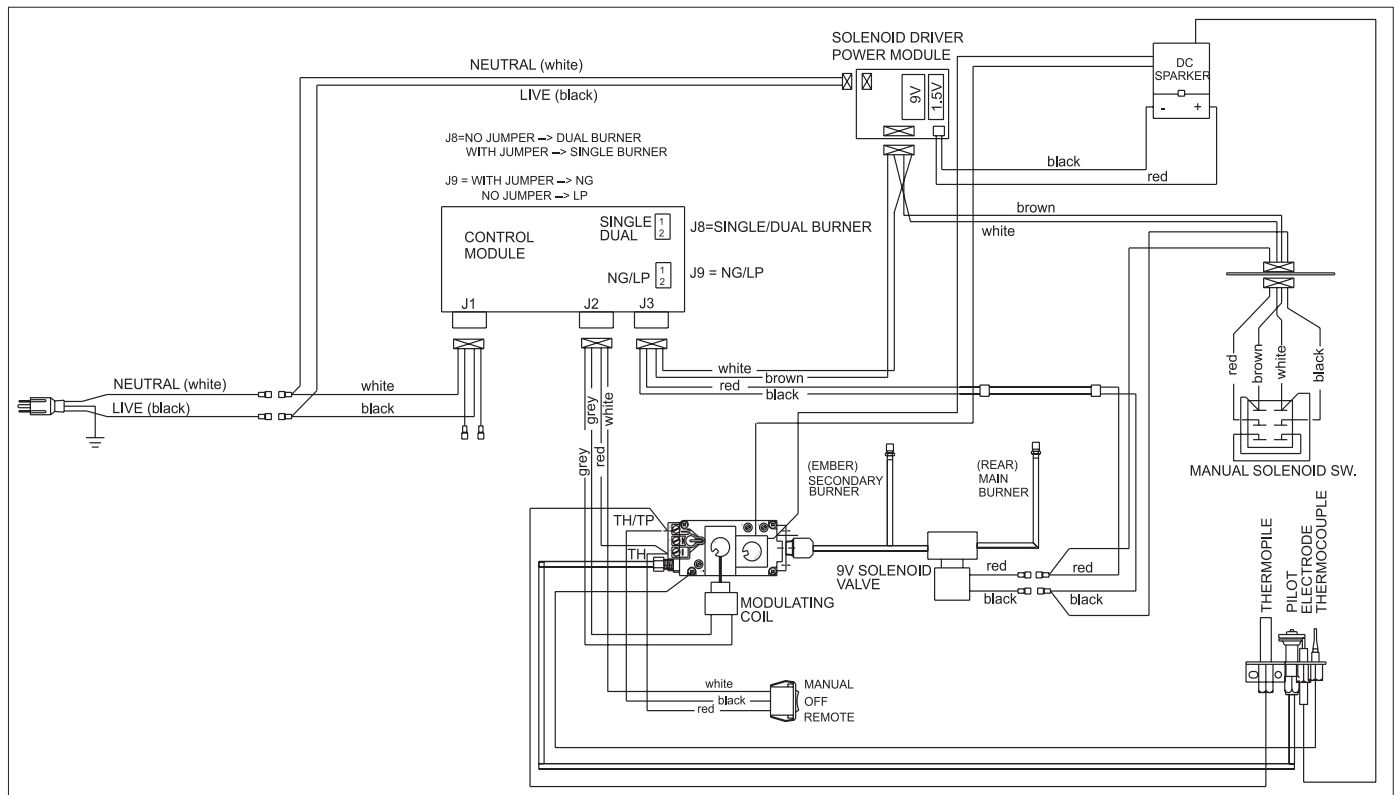 SOLENOID DRIVER
POWER MODULE
9V
1.5V
DC
SPARKER
- +
NEUTRAL (white)
LIVE (black)
J8=NO JUMPER –> DUAL BURNER
WITH JUMPER –> SINGLE BURNER
J9 = WITH JUMPER –> NG
NO JUMPER –> LP
black
red
brown
white
CONTROL
MODULE
SINGLE
DUAL
1
2
J8=SINGLE/DUAL BURNER
NG/LP
1
2
J9 = NG/LP
J1
J2
J3
NEUTRAL (white)
LIVE (black)
white
black
white
brown
red
black
grey
grey
red
white
red
brown
white
black
MANUAL SOLENOID SW.
(EMBER)
SECONDARY
BURNER
(REAR)
MAIN
BURNER
TH/TP
TH
9V SOLENOID
VALVE
red
red
black
black
MODULATING
COIL
THERMOPILE
PILOT
ELECTRODE
THERMOCOUPLE
white
black
red
MANUAL
OFF
REMOTE